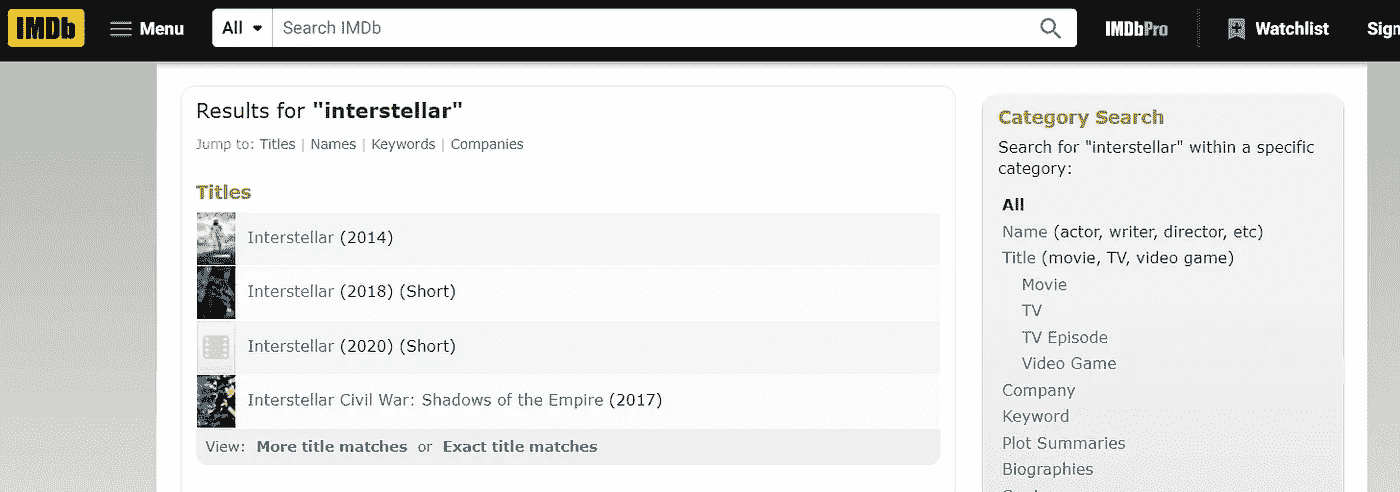 IMDb Menu All Search IMDb IMDbPro Watchlist Sign
Results for "interstellar"
Jump to: Titles | Names | Keywords | Companies
Titles
Interstellar (2014)
Interstellar (2018) (Short)
Interstellar (2020) (Short)
Interstellar Civil War: Shadows of the Empire (2017)
View: More title matches or Exact title matches
Category Search
Search for "interstellar" within a specific
category:
All
Name (actor, writer, director, etc)
Title (movie, TV, video game)
Movie
TV
TV Episode
Video Game
Company
Keyword
Plot Summaries
Biographies